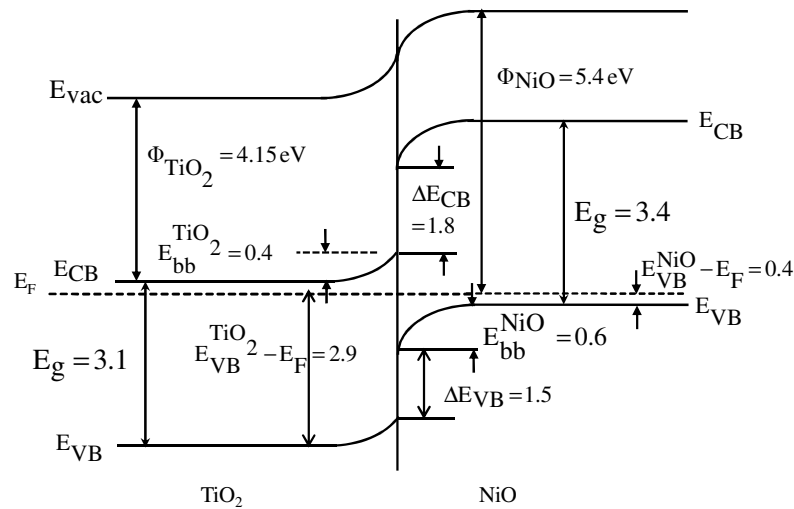 E_vac
Φ_TiO₂ = 4.15 eV
Φ_NiO = 5.4 eV
E_CB
ΔE_CB
= 1.8
E_g = 3.4
E_bb^TiO₂ = 0.4
E_CB
E_F
E_VB^NiO – E_F = 0.4
E_VB
E_g = 3.1
E_VB^TiO₂ – E_F = 2.9
E_bb^NiO = 0.6
ΔE_VB = 1.5
E_VB
TiO₂
NiO